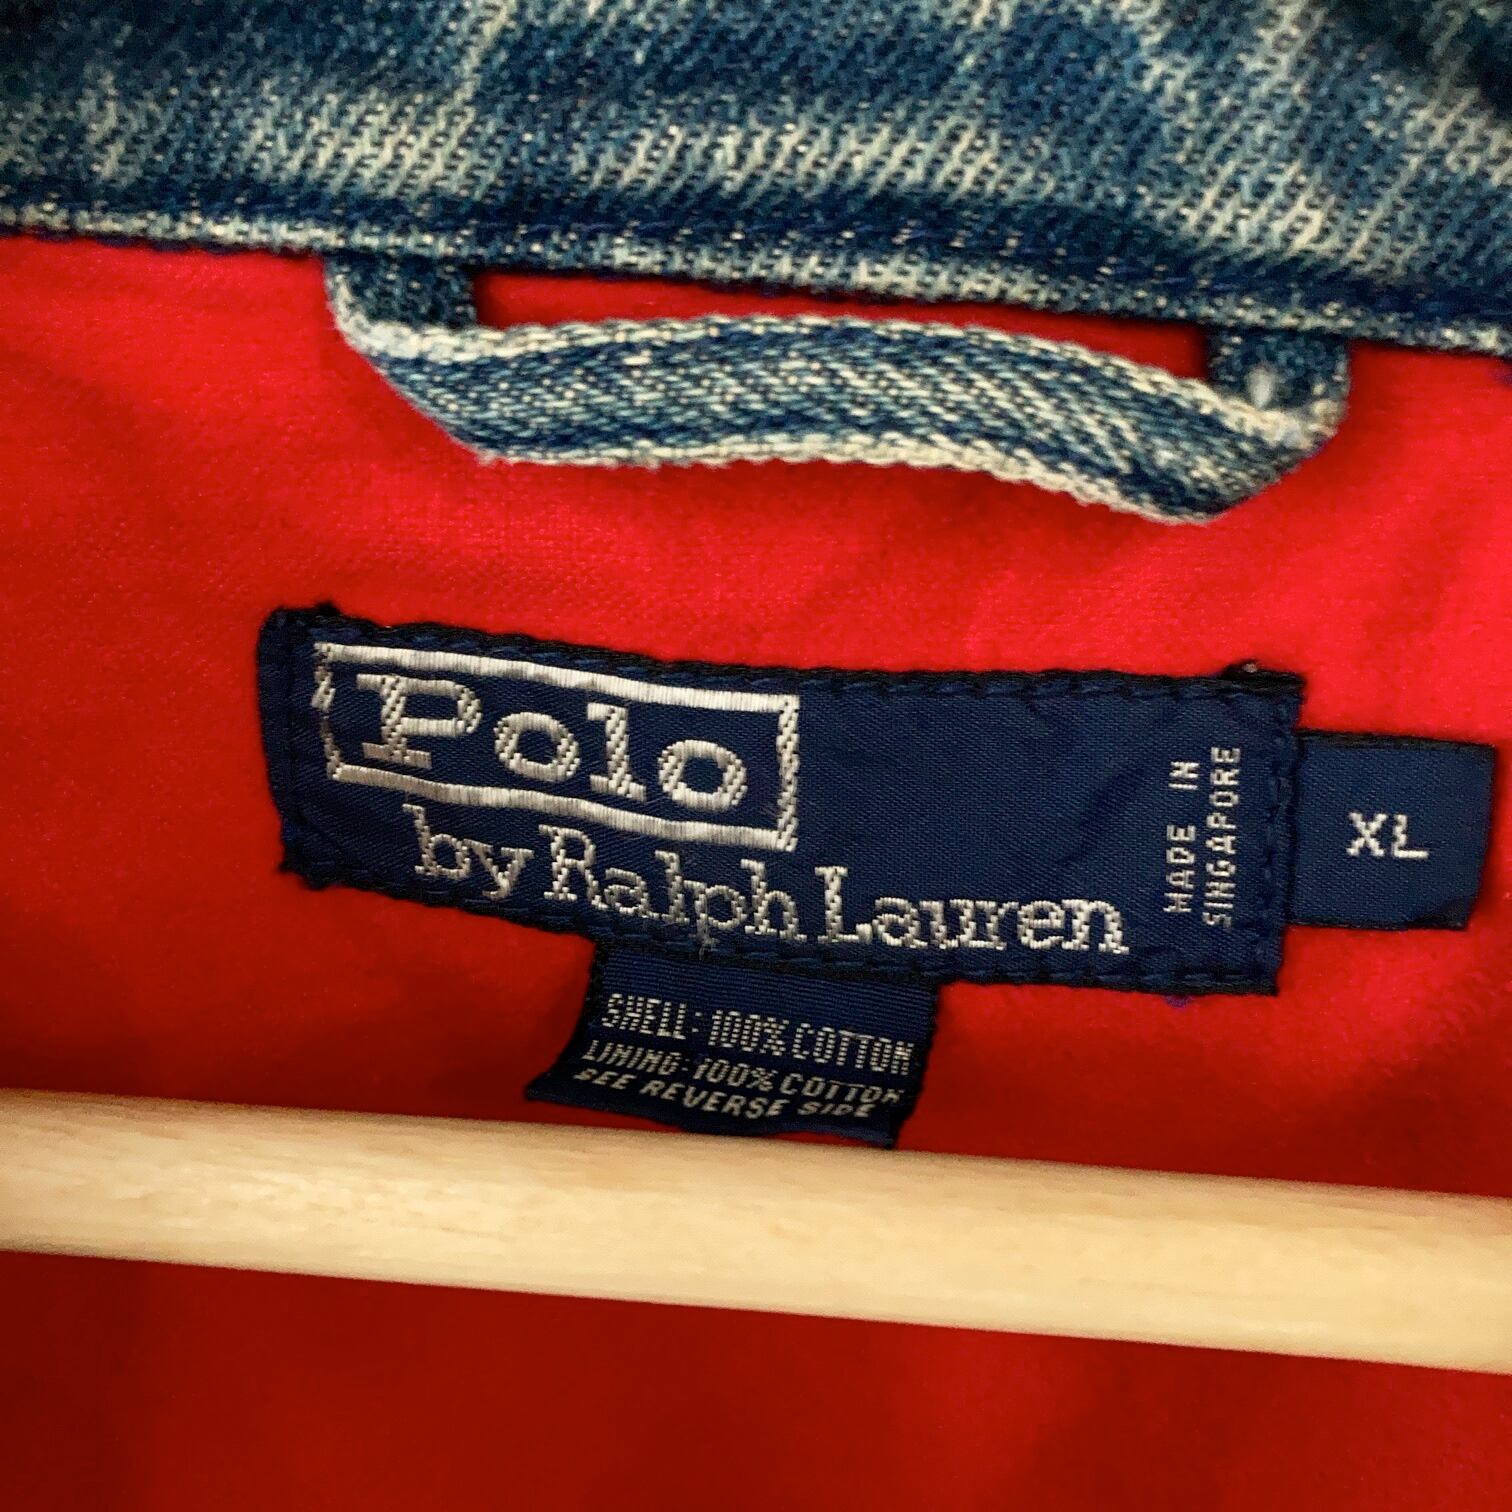 Polo
by Ralph Lauren
MADE IN
SINGAPORE
XL
SHELL: 100% COTTON
LINING: 100% COTTON
SEE REVERSE SIDE